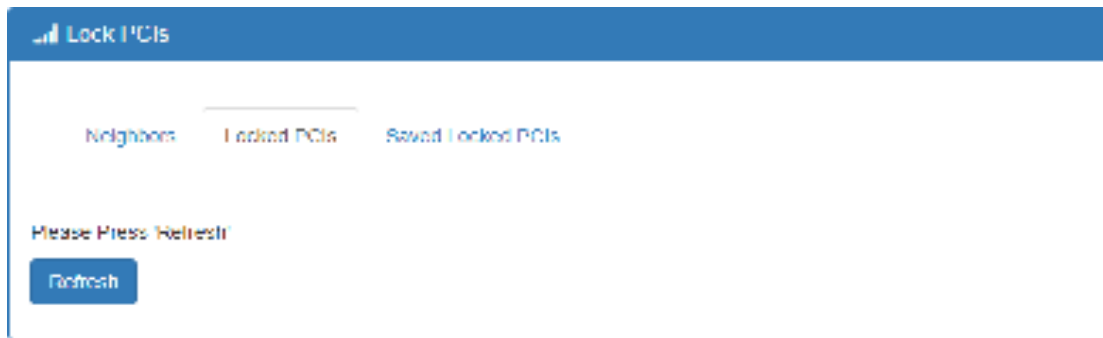 Lock PCIs
Neighbors Locked PCIs Saved Locked PCIs
Please Press 'Refresh'
Refresh